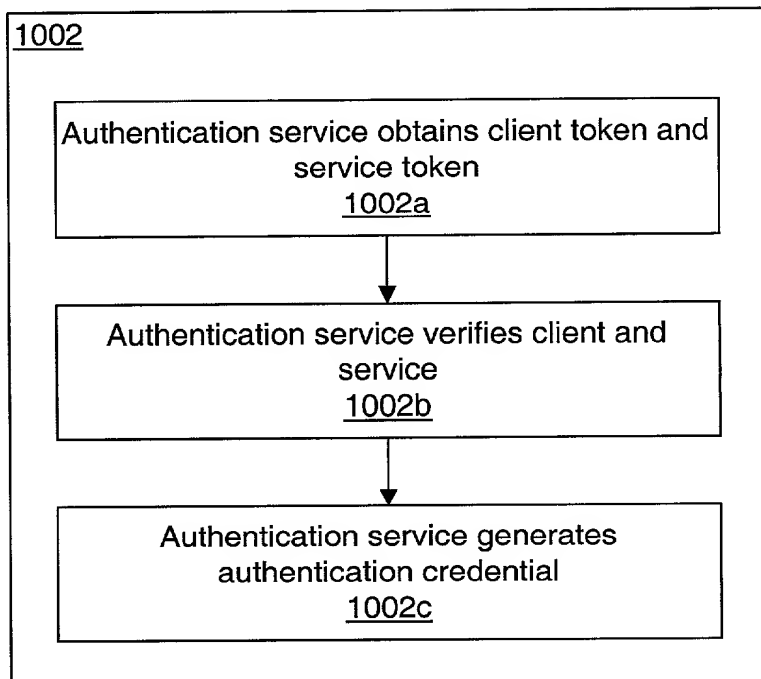 1002
Authentication service obtains client token and
service token
1002a
Authentication service verifies client and
service
1002b
Authentication service generates
authentication credential
1002c